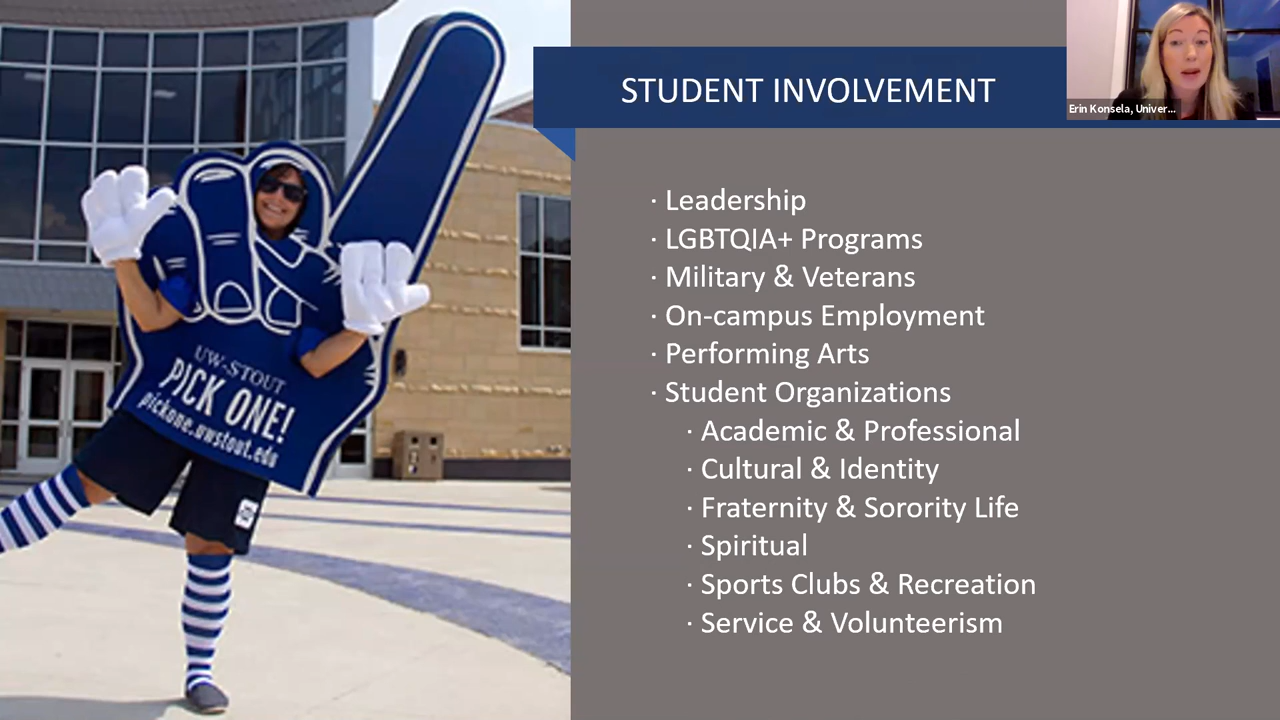 STUDENT INVOLVEMENT
Erin Konsela, Univer...
· Leadership
· LGBTQIA+ Programs
· Military & Veterans
· On-campus Employment
· Performing Arts
· Student Organizations
· Academic & Professional
· Cultural & Identity
· Fraternity & Sorority Life
· Spiritual
· Sports Clubs & Recreation
· Service & Volunteerism
UW-STOUT
PICK ONE!
pickone.uwstout.edu